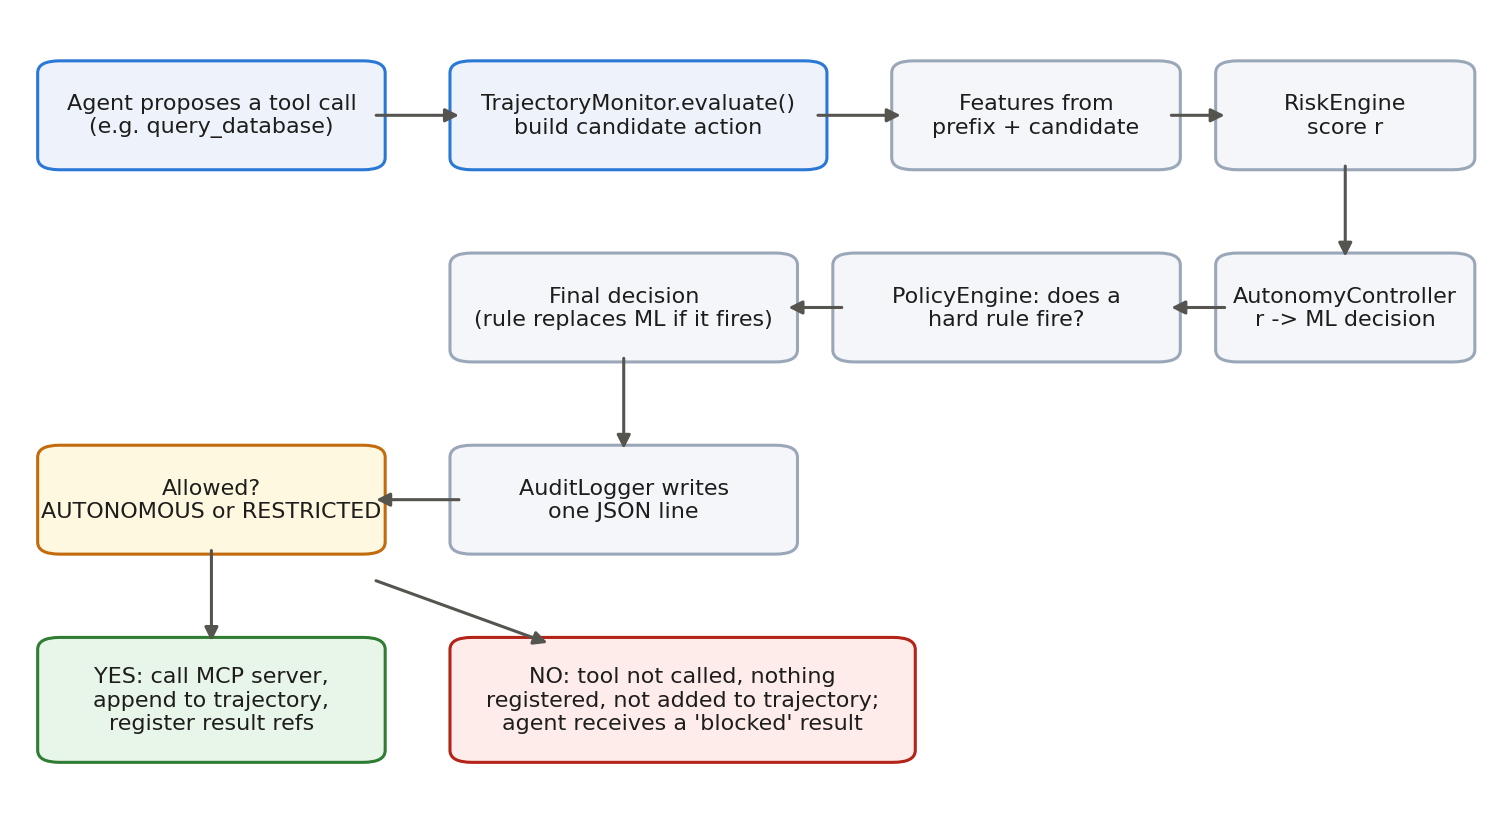 Agent proposes a tool call
(e.g. query_database)
TrajectoryMonitor.evaluate()
build candidate action
Features from
prefix + candidate
RiskEngine
score r
AutonomyController
r -> ML decision
PolicyEngine: does a
hard rule fire?
Final decision
(rule replaces ML if it fires)
AuditLogger writes
one JSON line
Allowed?
AUTONOMOUS or RESTRICTED
YES: call MCP server,
append to trajectory,
register result refs
NO: tool not called, nothing
registered, not added to trajectory;
agent receives a 'blocked' result